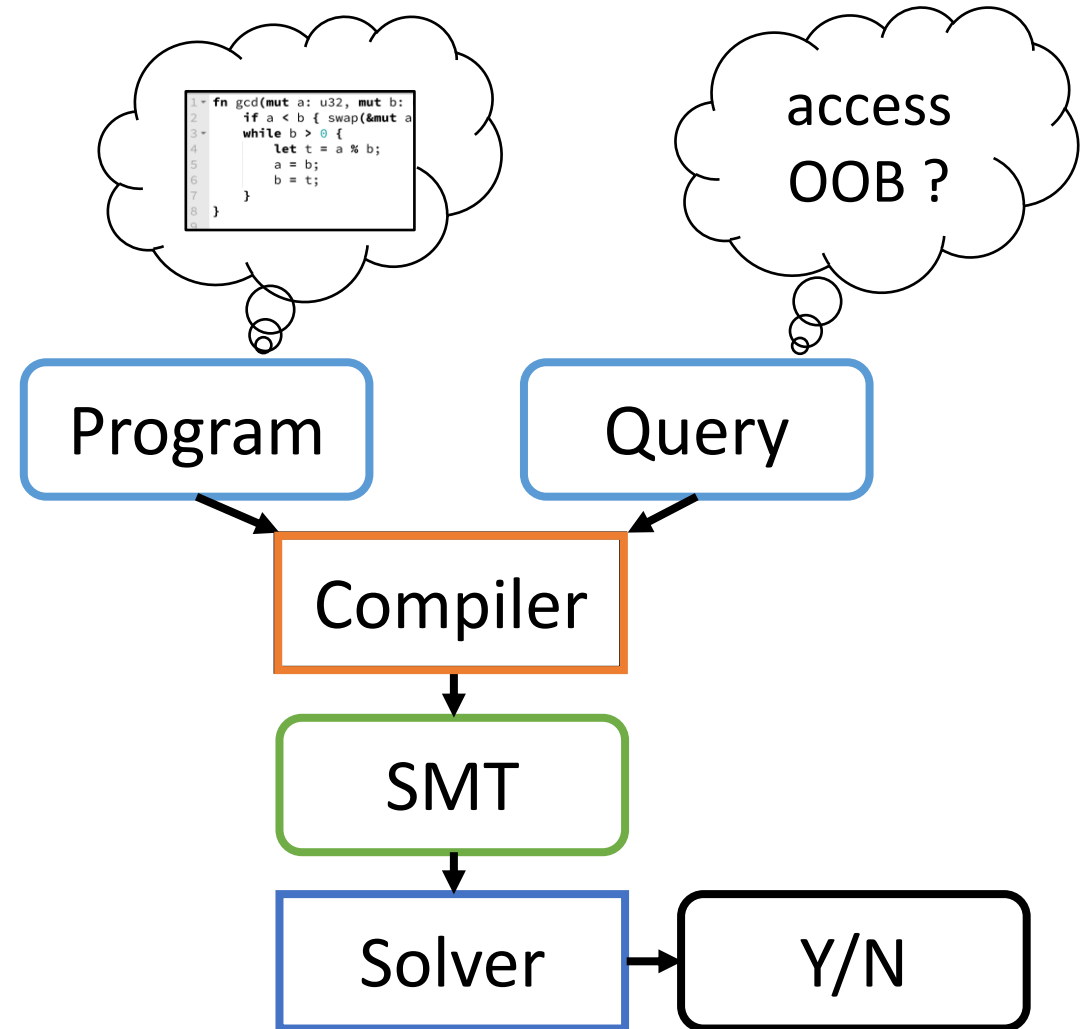 1 fn gcd(mut a: u32, mut b:
2 if a < b { swap(&mut a
3 while b > 0 {
4 let t = a % b;
5 a = b;
6 b = t;
7 }
8 }
9
access
OOB ?
Program
Query
Compiler
SMT
Solver
Y/N